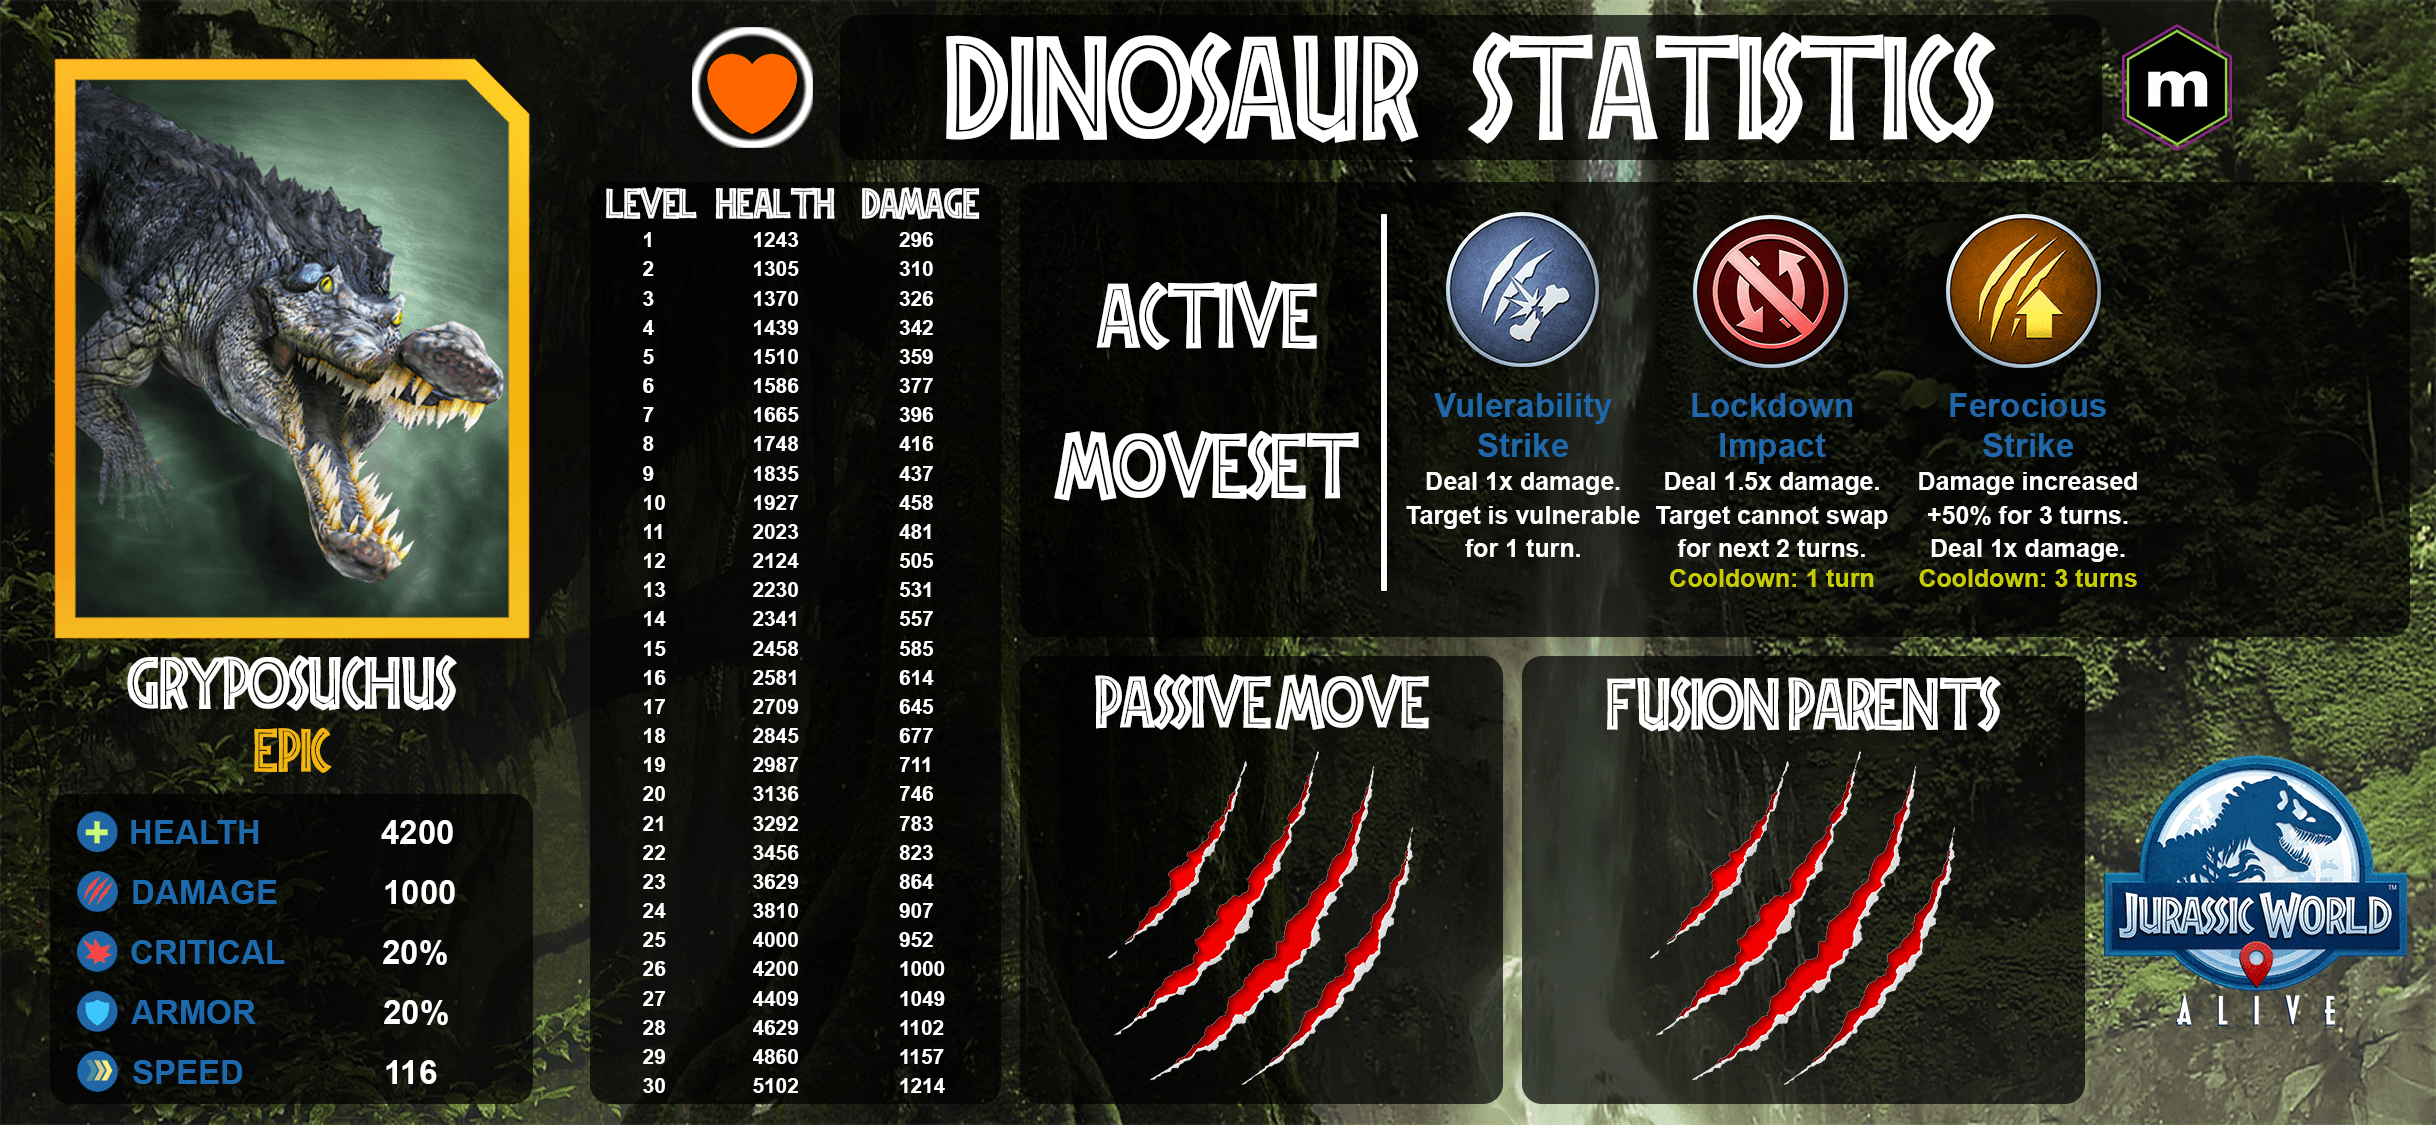 DINOSAUR STATISTICS
m
GRYPOSUCHUS
EPIC
HEALTH 4200
DAMAGE 1000
CRITICAL 20%
ARMOR 20%
SPEED 116
LEVEL HEALTH DAMAGE
1 1243 296
2 1305 310
3 1370 326
4 1439 342
5 1510 359
6 1586 377
7 1665 396
8 1748 416
9 1835 437
10 1927 458
11 2023 481
12 2124 505
13 2230 531
14 2341 557
15 2458 585
16 2581 614
17 2709 645
18 2845 677
19 2987 711
20 3136 746
21 3292 783
22 3456 823
23 3629 864
24 3810 907
25 4000 952
26 4200 1000
27 4409 1049
28 4629 1102
29 4860 1157
30 5102 1214
ACTIVE
MOVESET
Vulerability
Strike
Deal 1x damage.
Target is vulnerable
for 1 turn.
Lockdown
Impact
Deal 1.5x damage.
Target cannot swap
for next 2 turns.
Cooldown: 1 turn
Ferocious
Strike
Damage increased
+50% for 3 turns.
Deal 1x damage.
Cooldown: 3 turns
PASSIVE MOVE
FUSION PARENTS
JURASSIC WORLD™
ALIVE